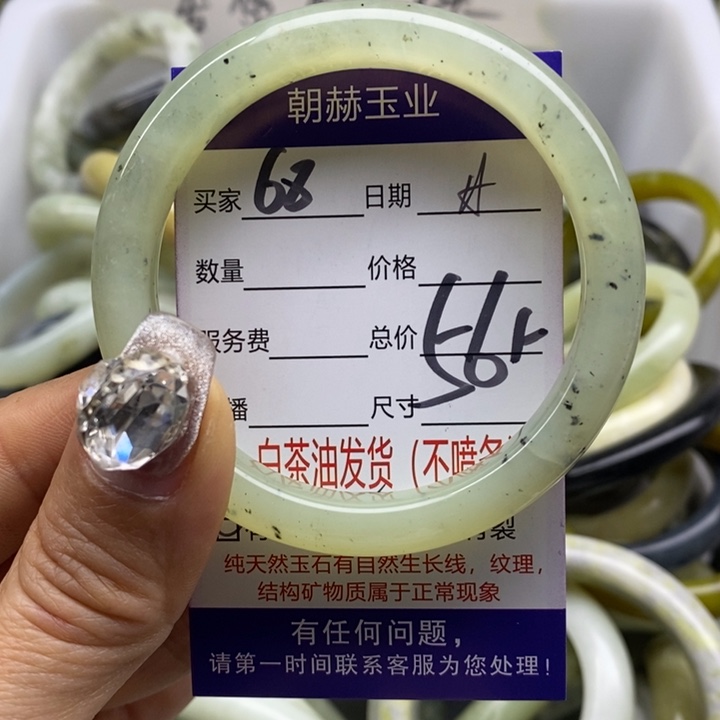 朝赫玉业
买家 68 日期
数量 价格
服务费 总价 56
播 尺寸
白茶油发货（不喷
纯天然玉石有自然生长线，纹理，
结构矿物质属于正常现象
有任何问题，
请第一时间联系客服为您处理！